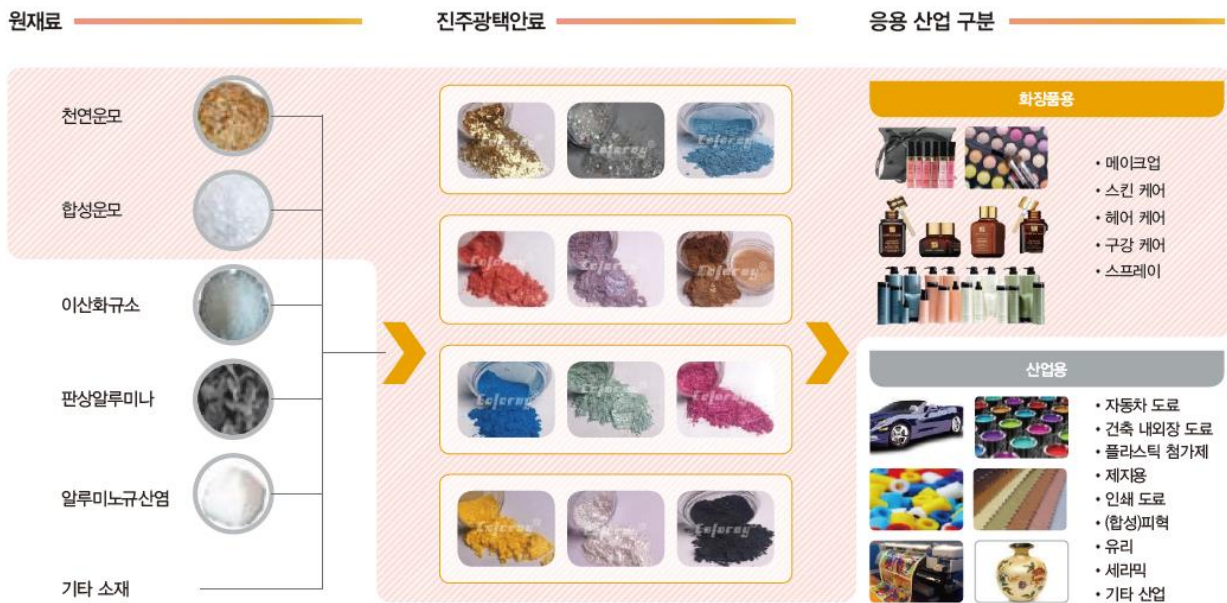 원재료
진주광택안료
응용 산업 구분
천연운모
합성운모
이산화규소
판상알루미나
알루미노규산염
기타 소재
Coloray®
Coloray®
Coloray®
Coloray®
화장품용
• 메이크업
• 스킨 케어
• 헤어 케어
• 구강 케어
• 스프레이
산업용
• 자동차 도료
• 건축 내외장 도료
• 플라스틱 첨가제
• 제지용
• 인쇄 도료
• (합성)피혁
• 유리
• 세라믹
• 기타 산업